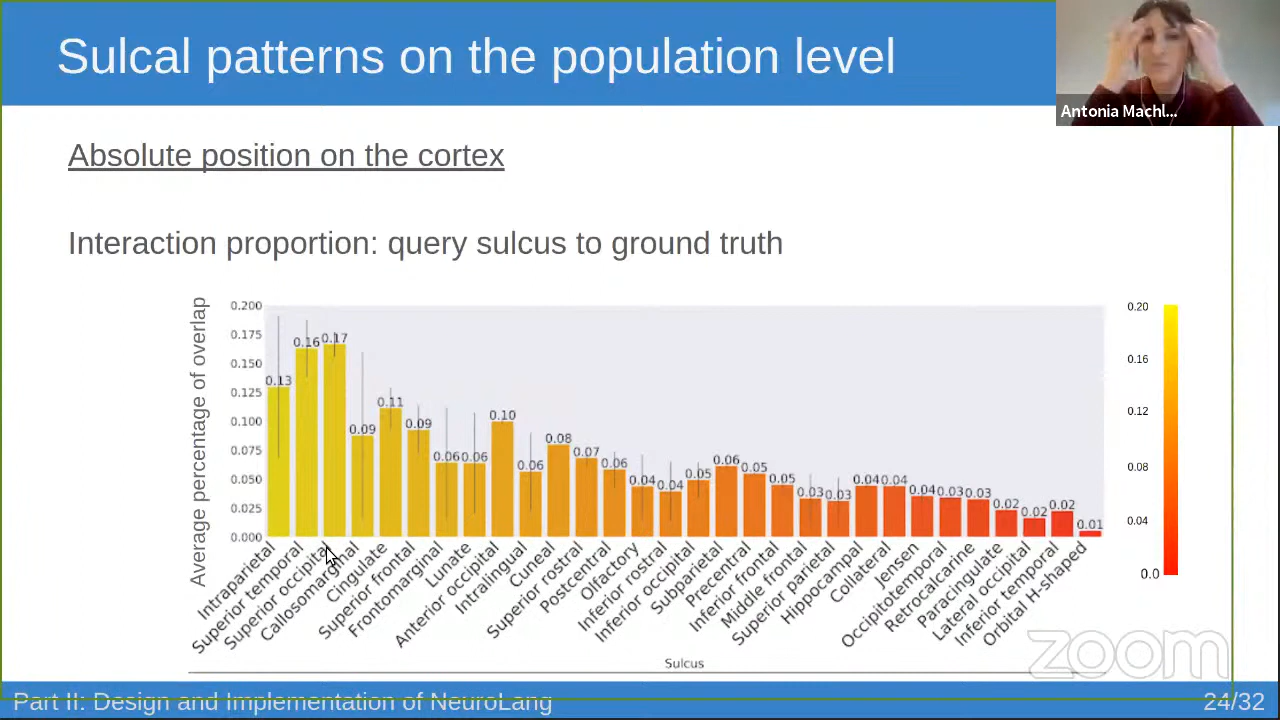 Sulcal patterns on the population level
Antonia Machl...
Absolute position on the cortex
Interaction proportion: query sulcus to ground truth
Average percentage of overlap
0.200
0.175
0.150
0.125
0.100
0.075
0.050
0.025
0.000
0.13 0.16 0.17 0.09 0.11 0.09 0.06 0.06 0.10 0.06 0.08 0.07 0.06 0.04 0.04 0.05 0.06 0.05 0.05 0.03 0.03 0.04 0.04 0.04 0.03 0.03 0.02 0.02 0.02 0.01
Intraparietal
Superior temporal
Superior occipital
Callosomarginal
Cingulate
Superior frontal
Frontomarginal
Lunate
Anterior occipital
Intralingual
Cuneal
Superior rostral
Postcentral
Olfactory
Inferior rostral
Inferior occipital
Subparietal
Precentral
Inferior frontal
Middle frontal
Superior parietal
Hippocampal
Collateral
Jensen
Occipitotemporal
Retrocalcarine
Paracingulate
Lateral occipital
Inferior temporal
Orbital H-shaped
Sulcus
0.20
0.16
0.12
0.08
0.04
0.0
zoom
Part II: Design and Implementation of NeuroLang
24/32